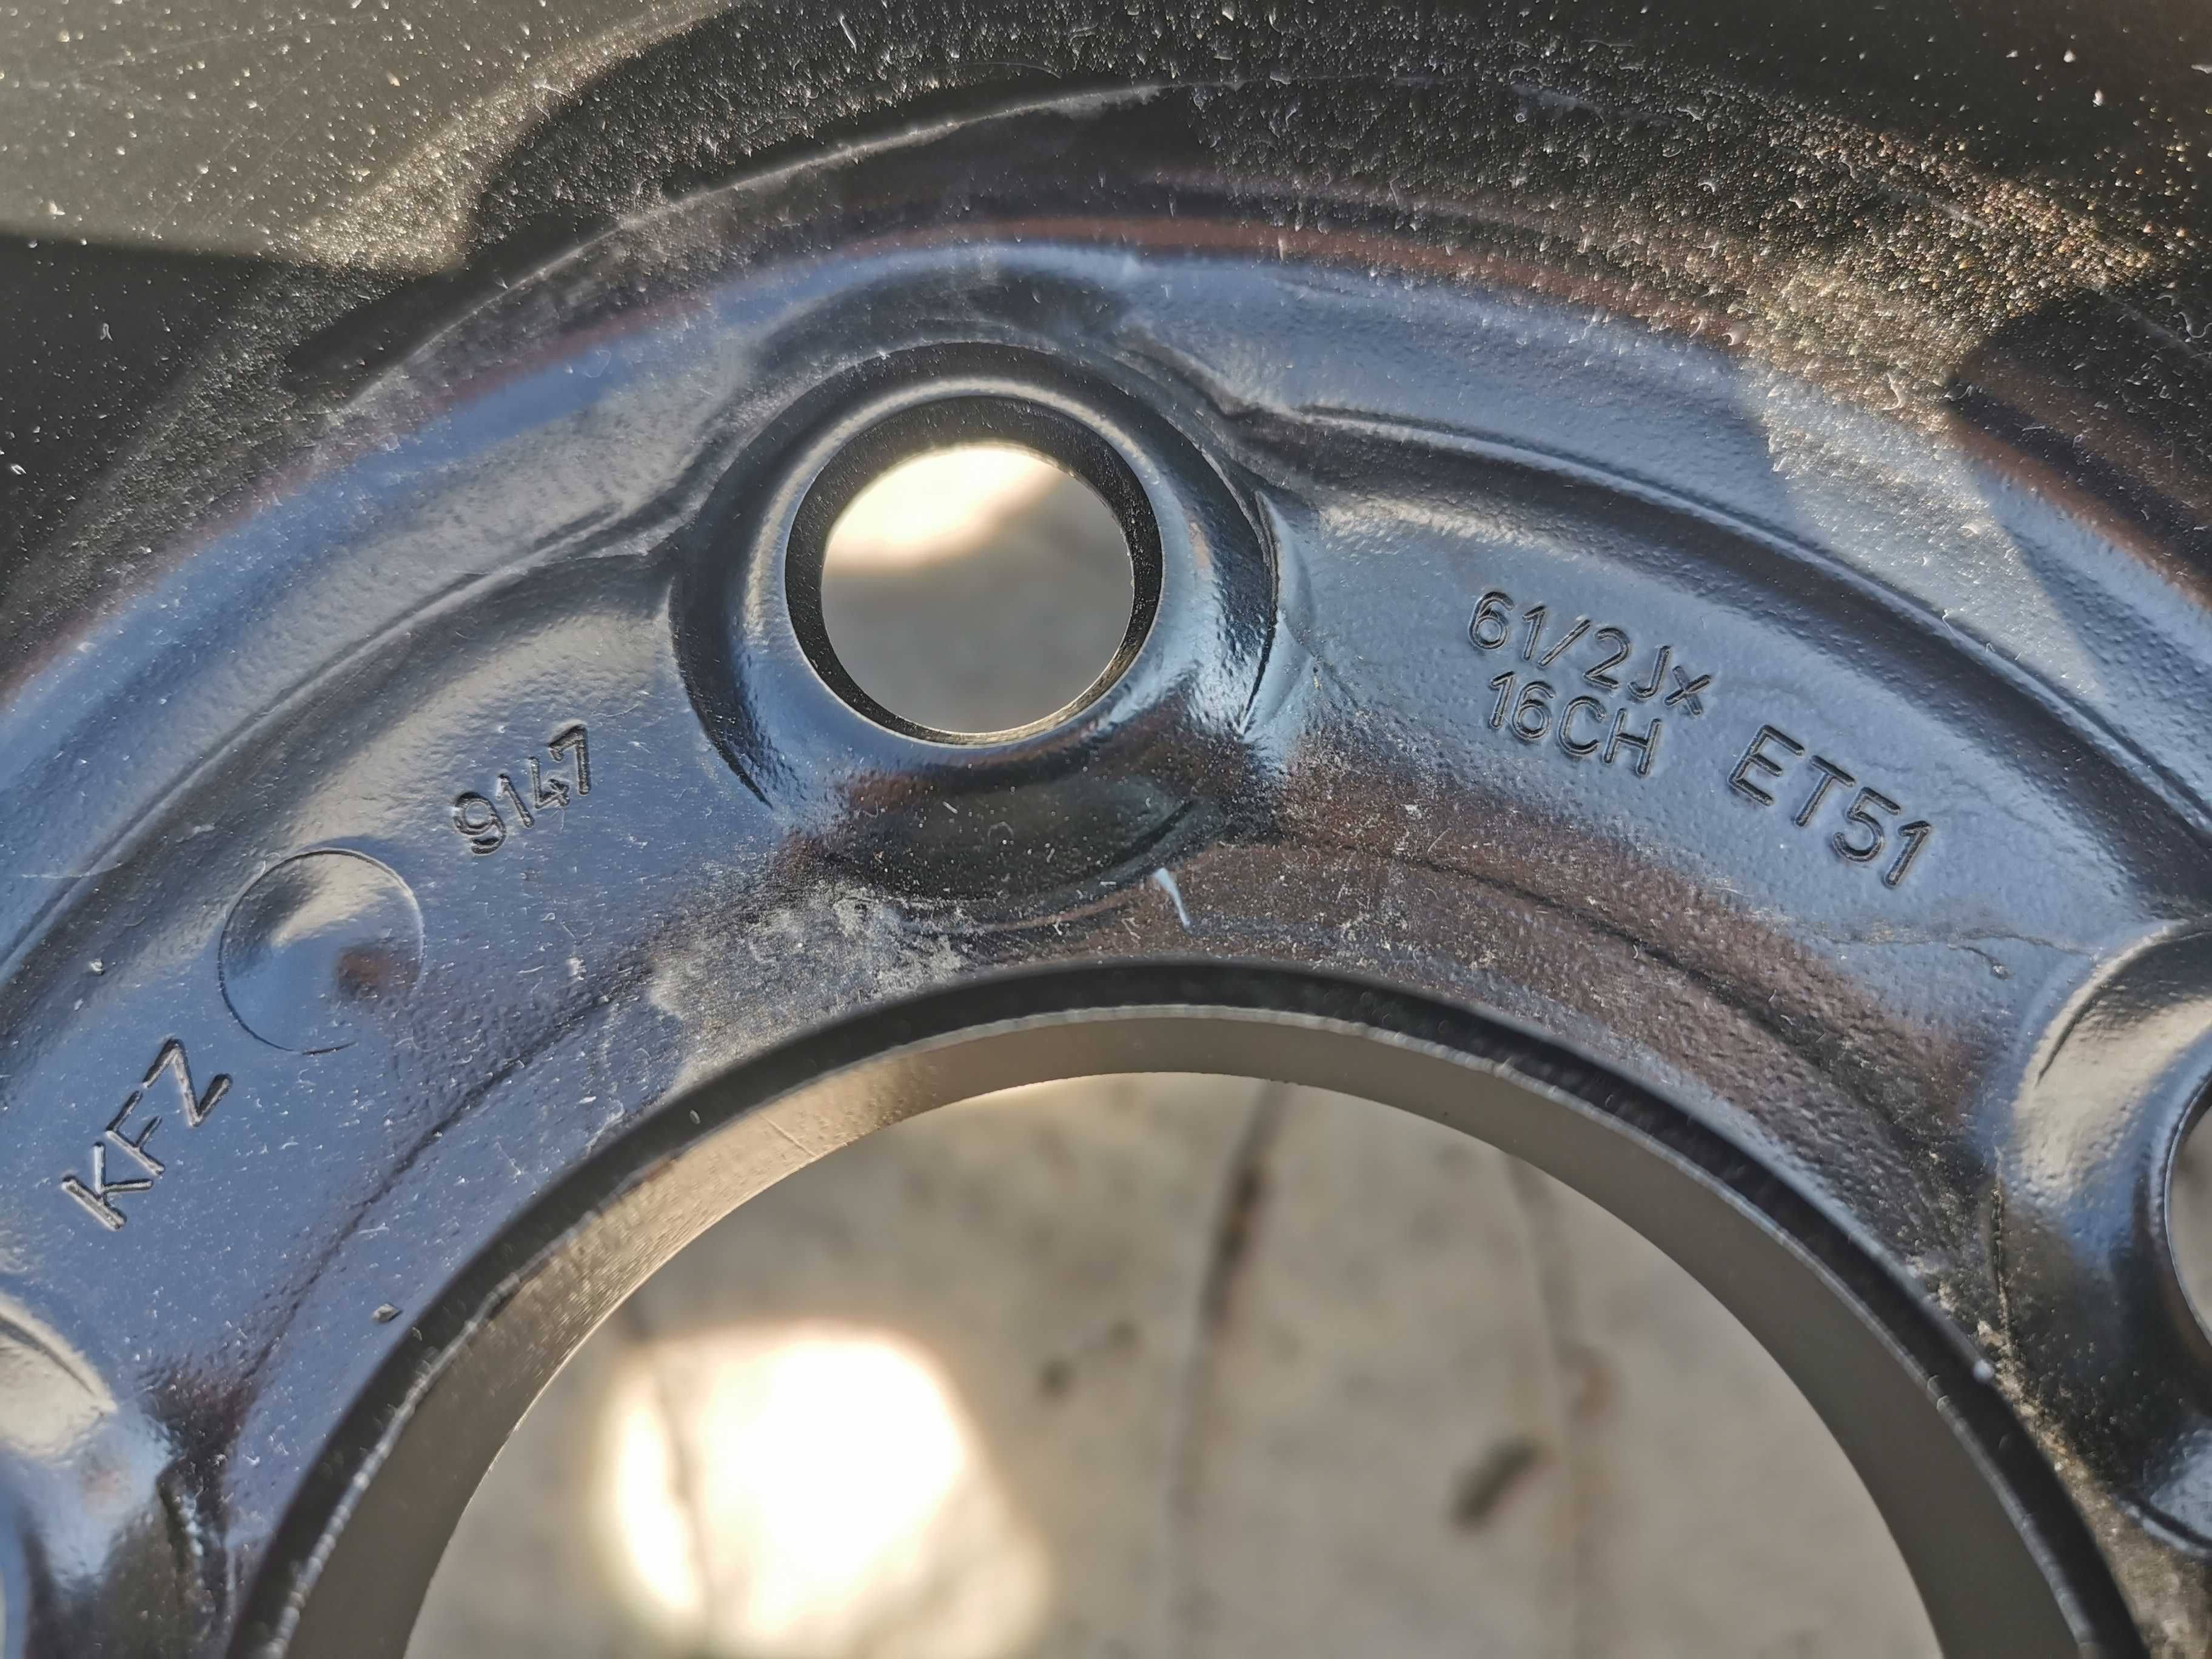 KFZ
9147
61/2Jx
16CH
ET51